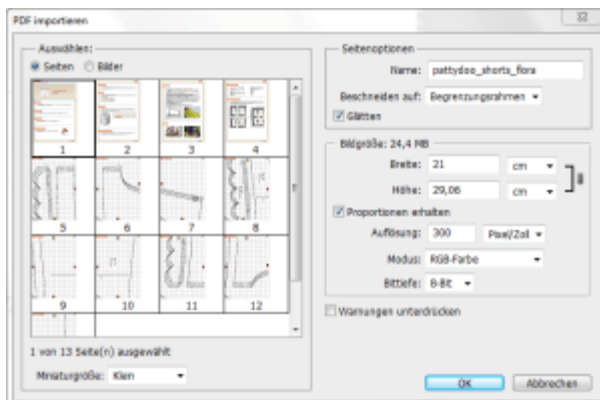 PDF importieren
Auswählen:
Seiten Bilder
1 2 3 4
5 6 7 8
9 10 11 12
1 von 13 Seite(n) ausgewählt
Miniaturgröße: Klein
Seitenoptionen
Name: pattydoo_shorts_flora
Beschneiden auf: Begrenzungsrahmen
Glätten
Bildgröße: 24,4 MB
Breite: 21 cm
Höhe: 29,06 cm
Proportionen erhalten
Auflösung: 300 Pixel/Zoll
Modus: RGB-Farbe
Bittiefe: 8-Bit
Warnungen unterdrücken
OK Abbrechen